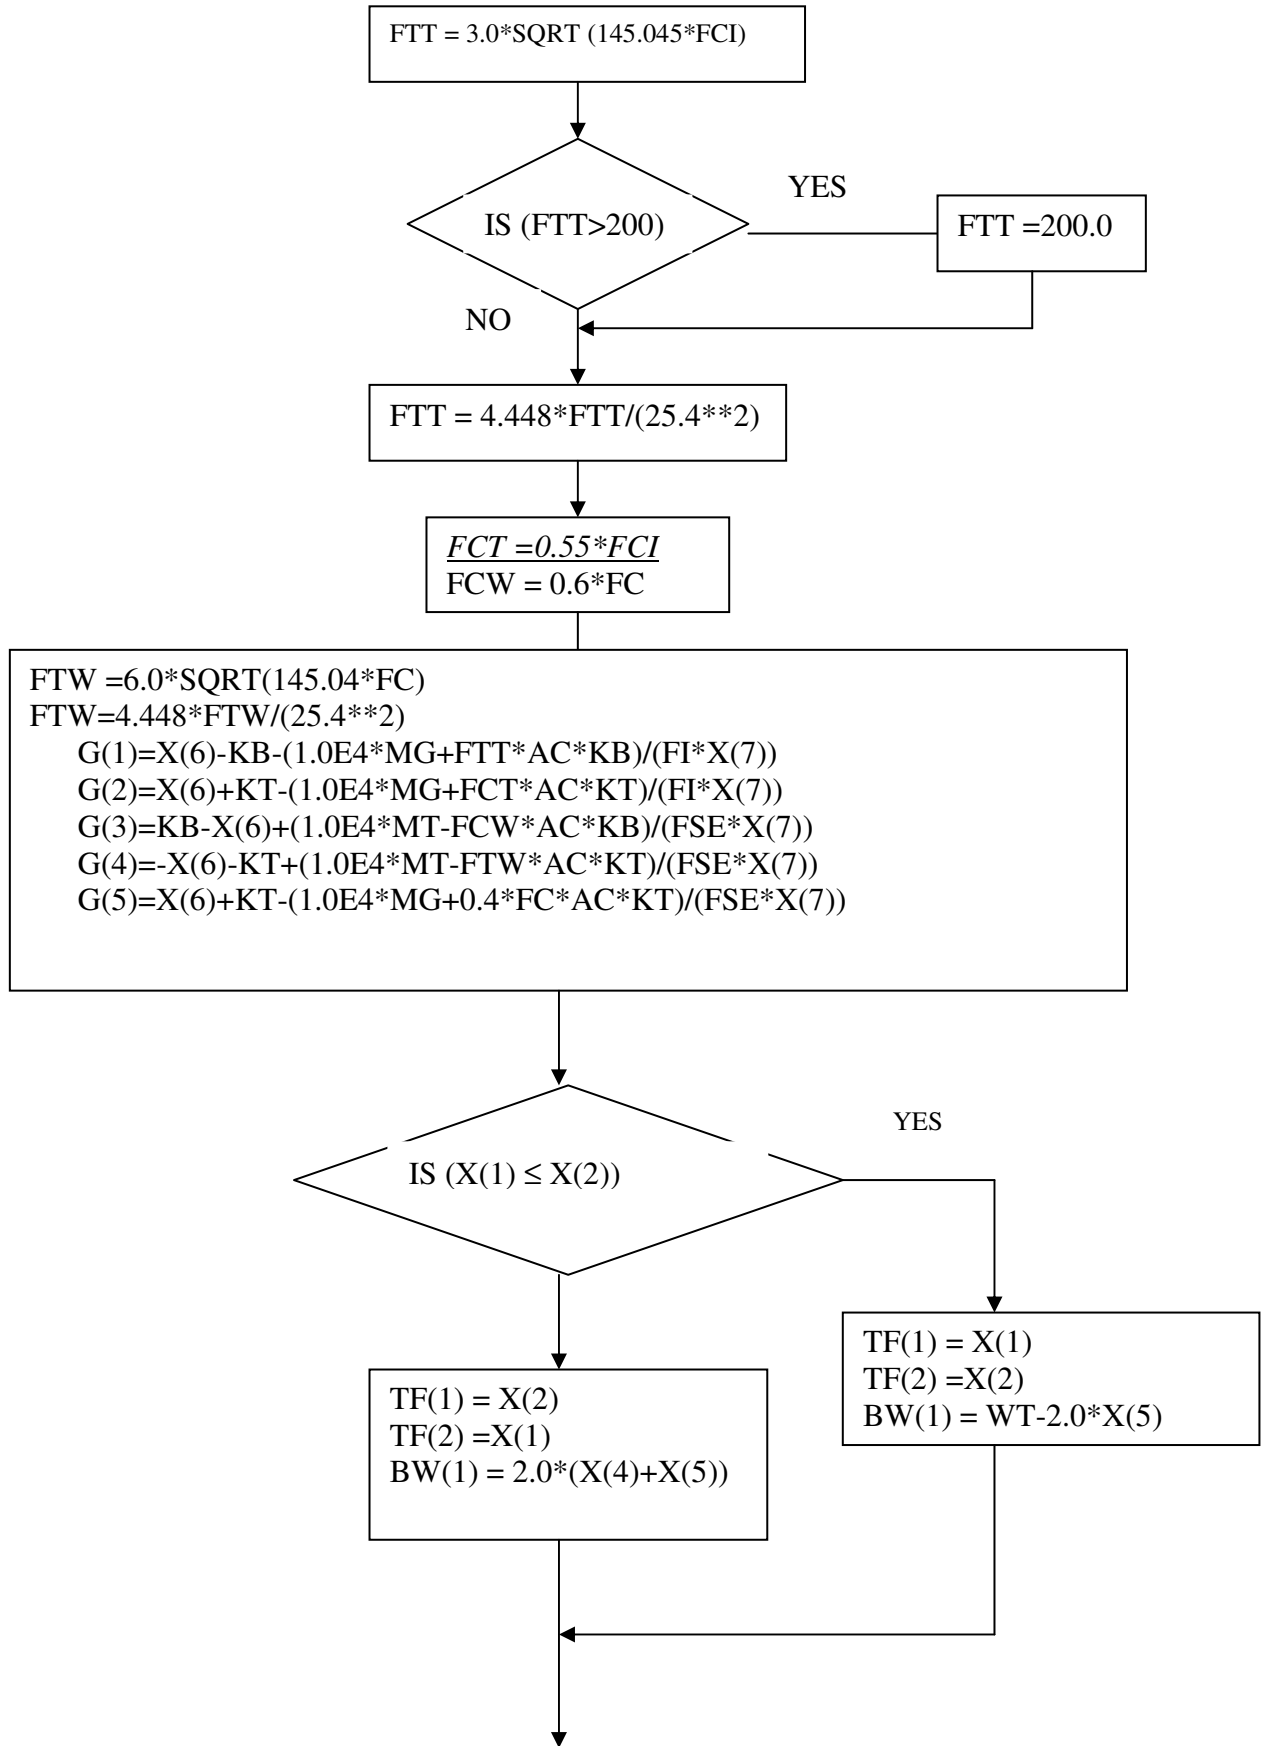 FTT = 3.0*SQRT (145.045*FCI)
YES
IS (FTT>200)
FTT =200.0
NO
FTT = 4.448*FTT/(25.4**2)
FCT =0.55*FCI
FCW = 0.6*FC
FTW =6.0*SQRT(145.04*FC)
FTW=4.448*FTW/(25.4**2)
G(1)=X(6)-KB-(1.0E4*MG+FTT*AC*KB)/(FI*X(7))
G(2)=X(6)+KT-(1.0E4*MG+FCT*AC*KT)/(FI*X(7))
G(3)=KB-X(6)+(1.0E4*MT-FCW*AC*KB)/(FSE*X(7))
G(4)=-X(6)-KT+(1.0E4*MT-FTW*AC*KT)/(FSE*X(7))
G(5)=X(6)+KT-(1.0E4*MG+0.4*FC*AC*KT)/(FSE*X(7))
YES
IS (X(1) ≤ X(2))
TF(1) = X(1)
TF(2) =X(2)
BW(1) = WT-2.0*X(5)
TF(1) = X(2)
TF(2) =X(1)
BW(1) = 2.0*(X(4)+X(5))